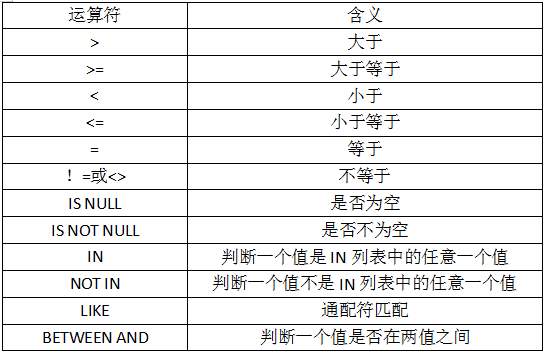 运算符 含义
> 大于
>= 大于等于
< 小于
<= 小于等于
= 等于
！=或<> 不等于
IS NULL 是否为空
IS NOT NULL 是否不为空
IN 判断一个值是 IN 列表中的任意一个值
NOT IN 判断一个值不是 IN 列表中的任意一个值
LIKE 通配符匹配
BETWEEN AND 判断一个值是否在两值之间